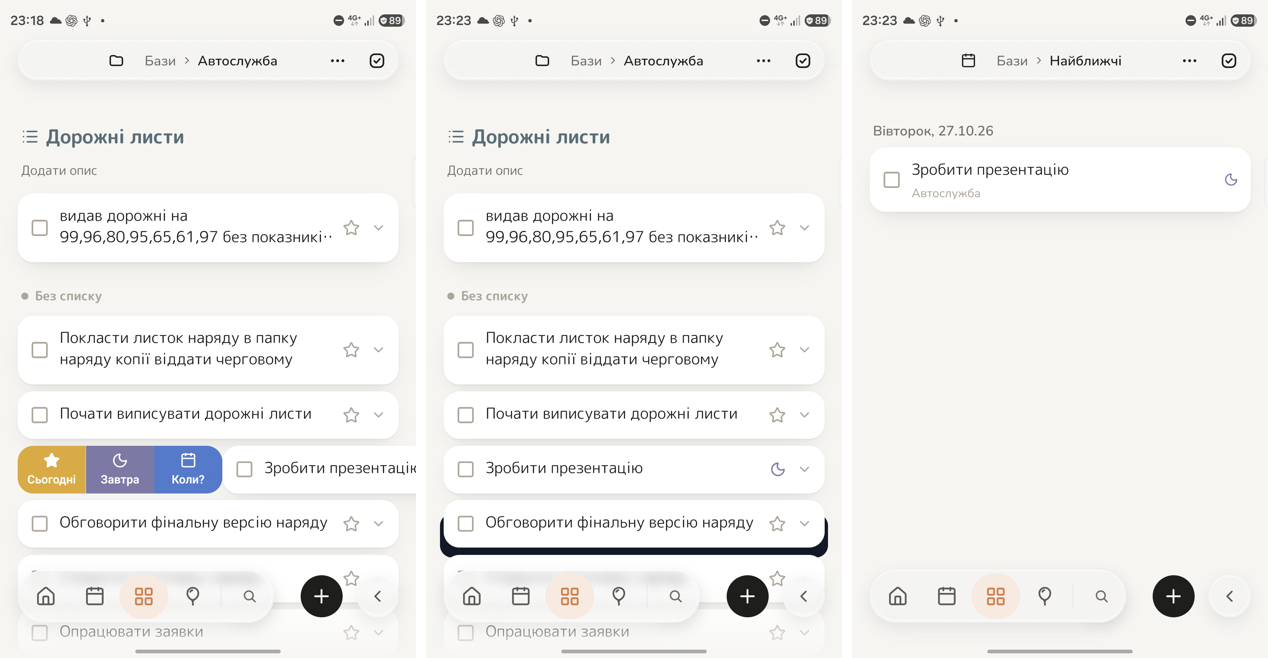 23:18
4G+
89
Бази > Автослужба
Дорожні листи
Додати опис
видав дорожні на
99,96,80,95,65,61,97 без показникі··
Без списку
Покласти листок наряду в папку
наряду копії віддати черговому
Почати виписувати дорожні листи
Сьогодні
Завтра
Коли?
Зробити презентацію
Обговорити фінальну версію наряду
Опрацювати заявки
23:23
4G+
89
Бази > Автослужба
Дорожні листи
Додати опис
видав дорожні на
99,96,80,95,65,61,97 без показникі··
Без списку
Покласти листок наряду в папку
наряду копії віддати черговому
Почати виписувати дорожні листи
Зробити презентацію
Обговорити фінальну версію наряду
Опрацювати заявки
23:23
4G+
89
Бази > Найближчі
Вівторок, 27.10.26
Зробити презентацію
Автослужба